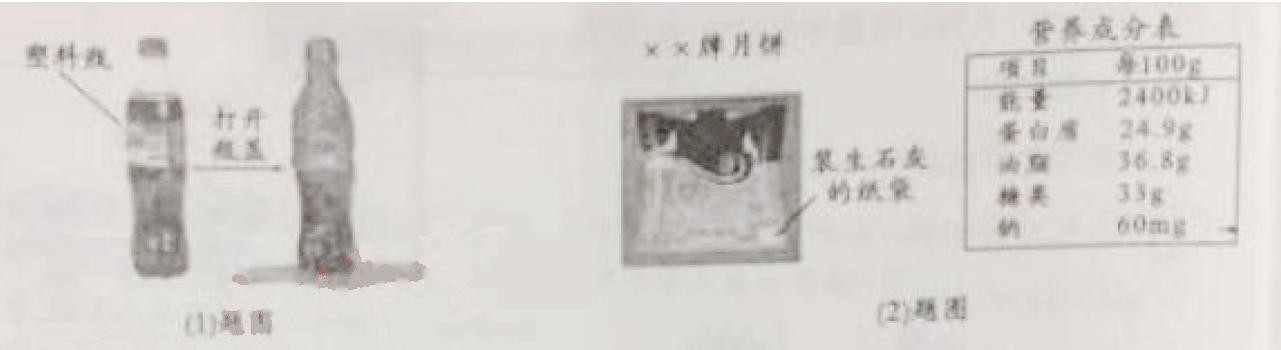 塑料瓶
打开
瓶盖
(1)题图
××牌月饼
装生石灰
的纸袋
营养成分表
项目 每100g
能量 2400kJ
蛋白质 24.9g
油脂 36.8g
糖类 33g
钠 60mg
(2)题图